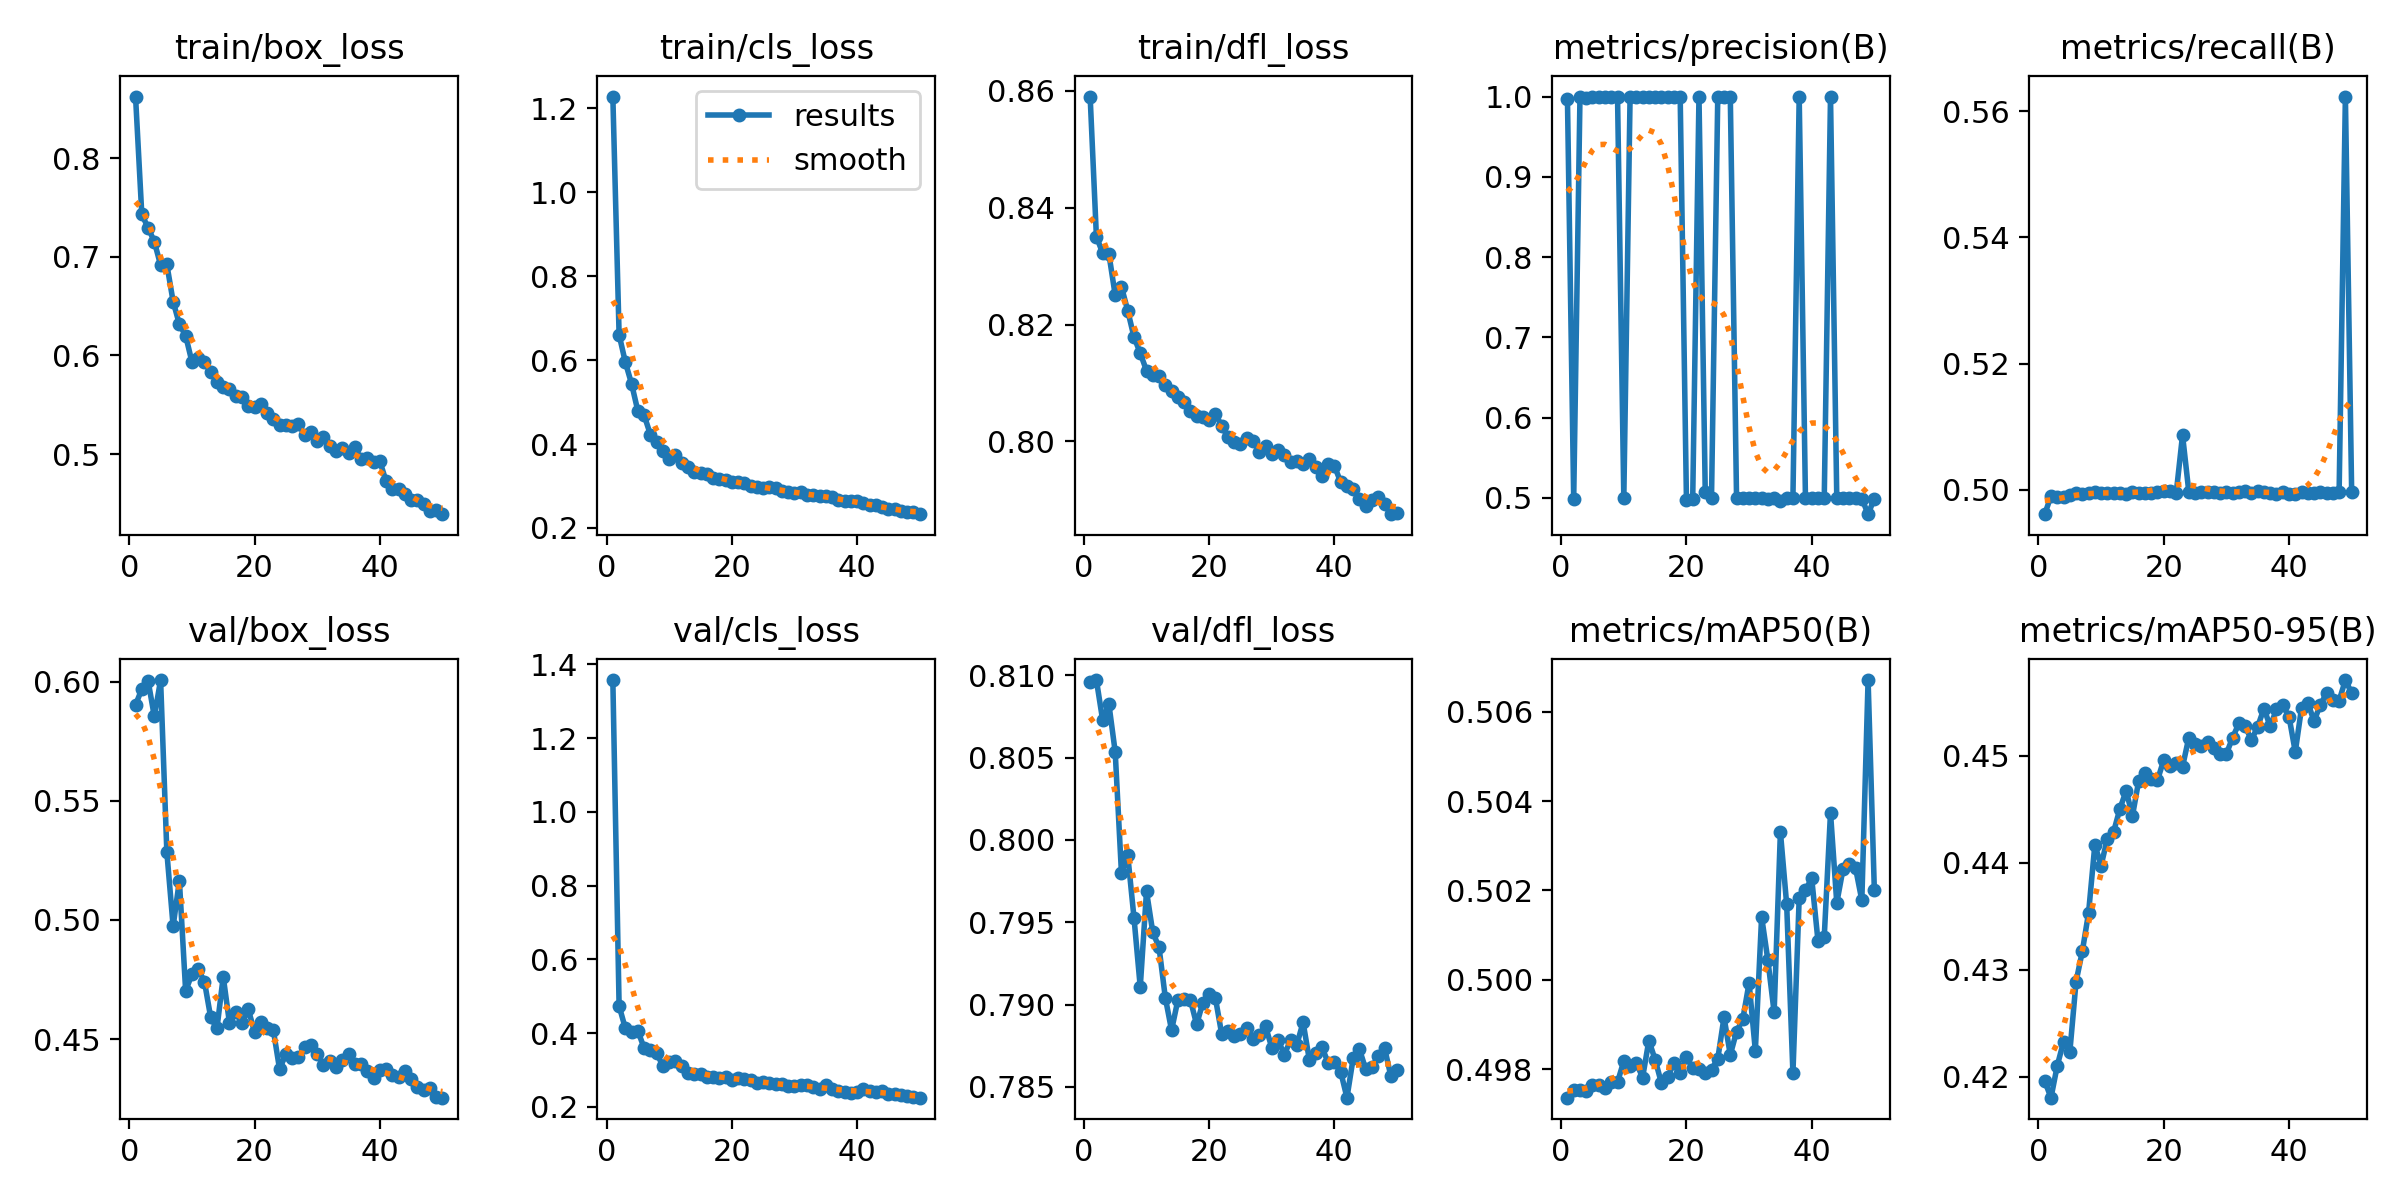 train/box_loss
train/cls_loss
train/dfl_loss
metrics/precision(B)
metrics/recall(B)
0.8
0.7
0.6
0.5
0 20 40
1.2
1.0
0.8
0.6
0.4
0.2
0 20 40
results
smooth
0.86
0.84
0.82
0.80
0 20 40
1.0
0.9
0.8
0.7
0.6
0.5
0 20 40
0.56
0.54
0.52
0.50
0 20 40
val/box_loss
val/cls_loss
val/dfl_loss
metrics/mAP50(B)
metrics/mAP50-95(B)
0.60
0.55
0.50
0.45
0 20 40
1.4
1.2
1.0
0.8
0.6
0.4
0.2
0 20 40
0.810
0.805
0.800
0.795
0.790
0.785
0 20 40
0.506
0.504
0.502
0.500
0.498
0 20 40
0.45
0.44
0.43
0.42
0 20 40